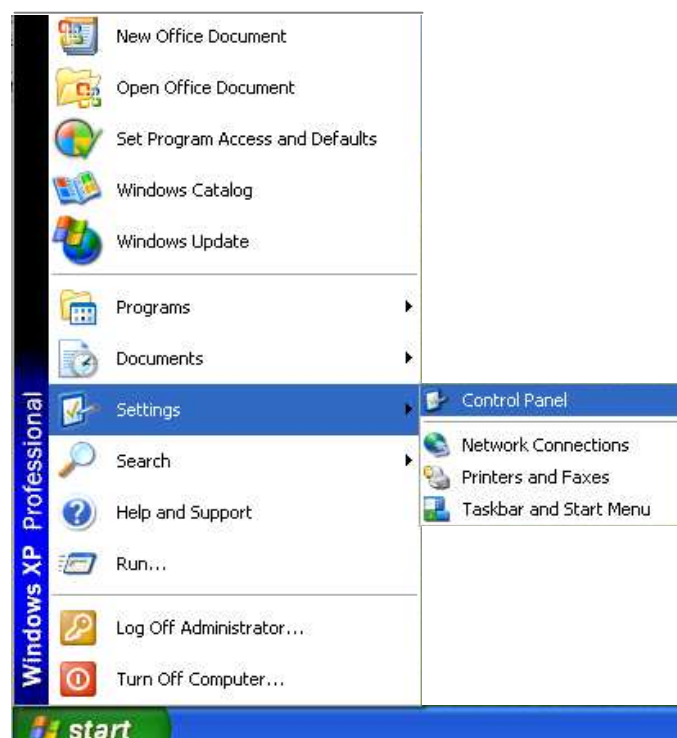 New Office Document
Open Office Document
Set Program Access and Defaults
Windows Catalog
Windows Update
Programs
Documents
Settings
Search
Help and Support
Run...
Log Off Administrator...
Turn Off Computer...
Control Panel
Network Connections
Printers and Faxes
Taskbar and Start Menu
Windows XP Professional
start